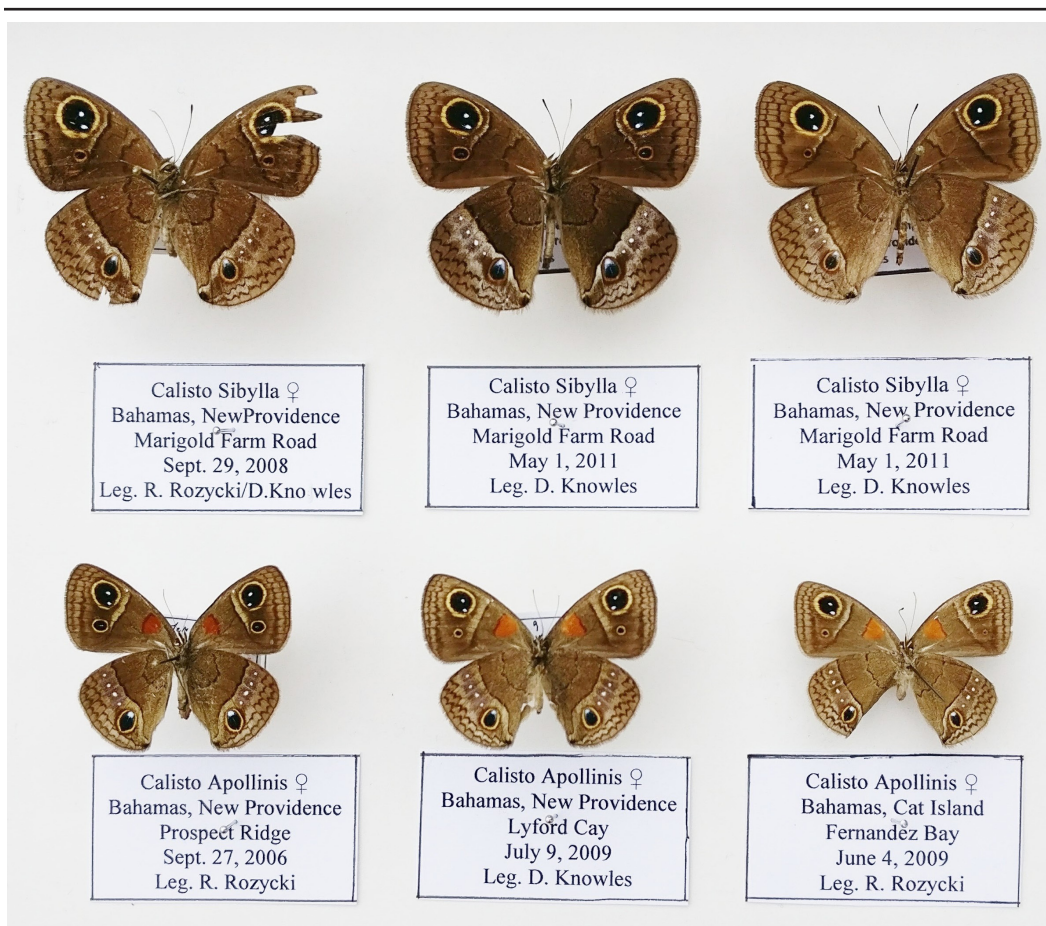 Calisto Sibylla ♀
Bahamas, NewProvidence
Marigold Farm Road
Sept. 29, 2008
Leg. R. Rozycki/D.Kno wles
Calisto Sibylla ♀
Bahamas, New Providence
Marigold Farm Road
May 1, 2011
Leg. D. Knowles
Calisto Sibylla ♀
Bahamas, New Providence
Marigold Farm Road
May 1, 2011
Leg. D. Knowles
Calisto Apollinis ♀
Bahamas, New Providence
Prospect Ridge
Sept. 27, 2006
Leg. R. Rozycki
Calisto Apollinis ♀
Bahamas, New Providence
Lyford Cay
July 9, 2009
Leg. D. Knowles
Calisto Apollinis ♀
Bahamas, Cat Island
Fernandez Bay
June 4, 2009
Leg. R. Rozycki